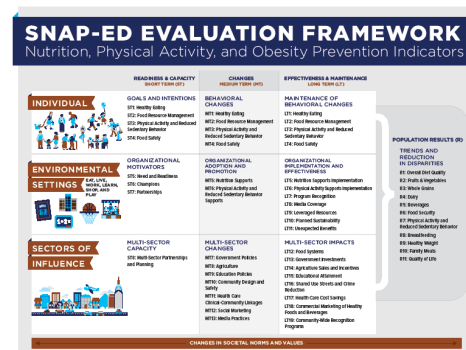 SNAP-ED EVALUATION FRAMEWORK
Nutrition, Physical Activity, and Obesity Prevention Indicators
READINESS & CAPACITY
SHORT TERM (ST)
CHANGES
MEDIUM TERM (MT)
EFFECTIVENESS & MAINTENANCE
LONG TERM (LT)
INDIVIDUAL
GOALS AND INTENTIONS
ST1: Healthy Eating
ST2: Food Resource Management
ST3: Physical Activity and Reduced
Sedentary Behavior
ST4: Food Safety
BEHAVIORAL
CHANGES
MT1: Healthy Eating
MT2: Food Resource Management
MT3: Physical Activity and
Reduced Sedentary Behavior
MT4: Food Safety
MAINTENANCE OF
BEHAVIORAL CHANGES
LT1: Healthy Eating
LT2: Food Resource Management
LT3: Physical Activity and Reduced
Sedentary Behavior
LT4: Food Safety
ENVIRONMENTAL
SETTINGS
EAT, LIVE,
WORK, LEARN,
SHOP, AND
PLAY
ORGANIZATIONAL
MOTIVATORS
ST5: Need and Readiness
ST6: Champions
ST7: Partnerships
ORGANIZATIONAL
ADOPTION AND
PROMOTION
MT5: Nutrition Supports
MT6: Physical Activity and
Reduced Sedentary Behavior
Supports
ORGANIZATIONAL
IMPLEMENTATION AND
EFFECTIVENESS
LT5: Nutrition Supports Implementation
LT6: Physical Activity Supports Implementation
LT7: Program Recognition
LT8: Media Coverage
LT9: Leveraged Resources
LT10: Planned Sustainability
LT11: Unexpected Benefits
SECTORS OF
INFLUENCE
MULTI-SECTOR
CAPACITY
ST8: Multi-Sector Partnerships
and Planning
MULTI-SECTOR
CHANGES
MT7: Government Policies
MT8: Agriculture
MT9: Education Policies
MT10: Community Design and
Safety
MT11: Health Care
Clinical-Community Linkages
MT12: Social Marketing
MT13: Media Practices
MULTI-SECTOR IMPACTS
LT12: Food Systems
LT13: Government Investments
LT14: Agriculture Sales and Incentives
LT15: Educational Attainment
LT16: Shared Use Streets and Crime
Reduction
LT17: Health Care Cost Savings
LT18: Commercial Marketing of Healthy
Foods and Beverages
LT19: Community-Wide Recognition
Programs
POPULATION RESULTS (R)
TRENDS AND
REDUCTION
IN DISPARITIES
R1: Overall Diet Quality
R2: Fruits & Vegetables
R3: Whole Grains
R4: Dairy
R5: Beverages
R6: Food Security
R7: Physical Activity and
Reduced Sedentary Behavior
R8: Breastfeeding
R9: Healthy Weight
R10: Family Meals
R11: Quality of Life
CHANGES IN SOCIETAL NORMS AND VALUES